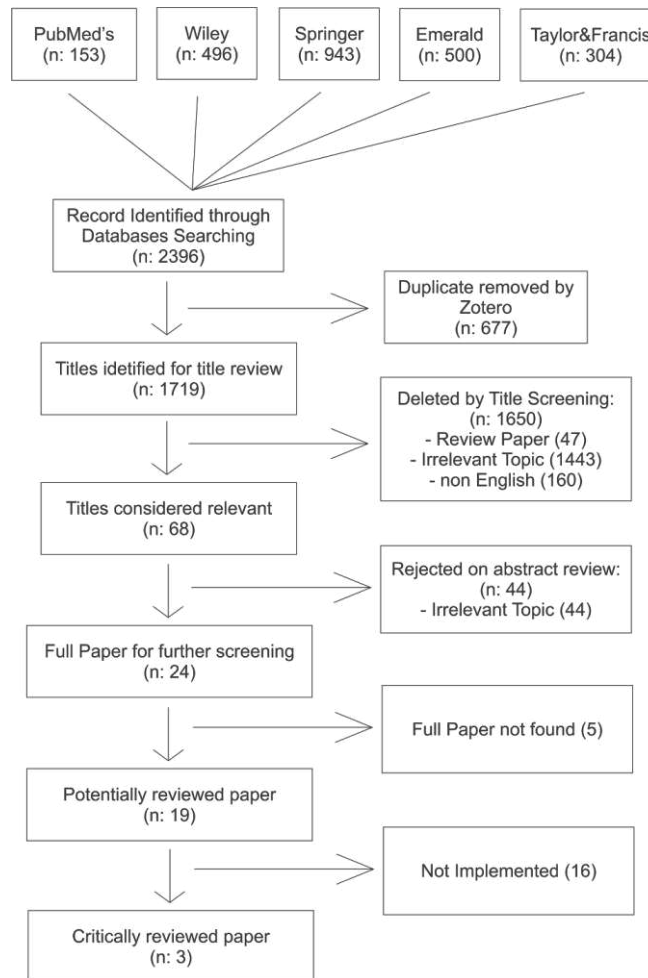 PubMed’s
(n: 153)
Wiley
(n: 496)
Springer
(n: 943)
Emerald
(n: 500)
Taylor&Francis
(n: 304)
Record Identified through
Databases Searching
(n: 2396)
Duplicate removed by
Zotero
(n: 677)
Titles idetified for title review
(n: 1719)
Deleted by Title Screening:
(n: 1650)
- Review Paper (47)
- Irrelevant Topic (1443)
- non English (160)
Titles considered relevant
(n: 68)
Rejected on abstract review:
(n: 44)
- Irrelevant Topic (44)
Full Paper for further screening
(n: 24)
Full Paper not found (5)
Potentially reviewed paper
(n: 19)
Not Implemented (16)
Critically reviewed paper
(n: 3)